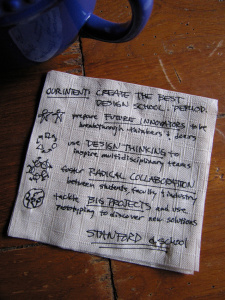 OUR INTENT: CREATE THE BEST
DESIGN SCHOOL. PERIOD.
prepare FUTURE INNOVATORS to be
breakthrough thinkers & doers
use DESIGN THINKING to
inspire multidisciplinary teams
foster RADICAL COLLABORATION
between students, faculty & industry
tackle BIG PROJECTS and use
prototyping to discover new solutions
STANFORD d.school